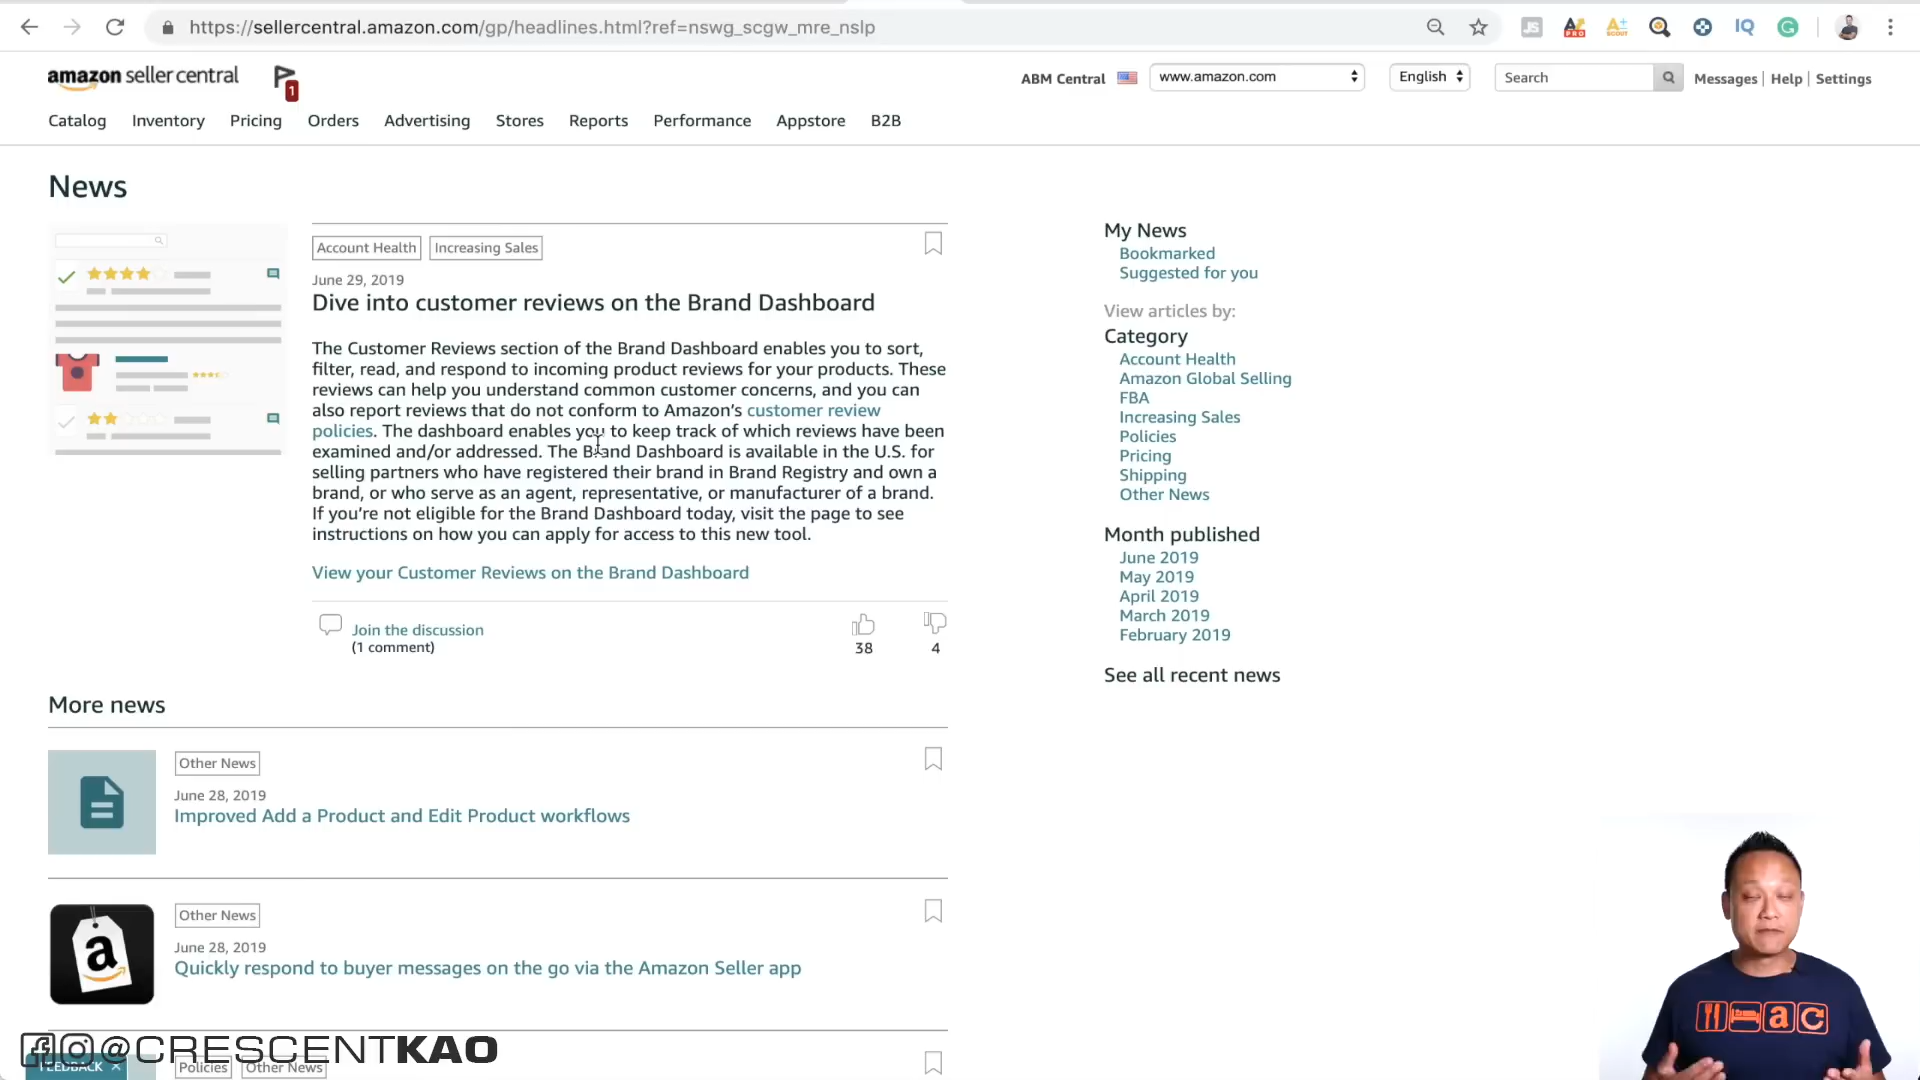 https://sellercentral.amazon.com/gp/headlines.html?ref=nswg_scgw_mre_nslp
JS
PRO
SCOUT
IQ
G
amazon seller central
1
ABM Central
www.amazon.com
English
Search
Messages | Help | Settings
Catalog
Inventory
Pricing
Orders
Advertising
Stores
Reports
Performance
Appstore
B2B
News
Account Health
Increasing Sales
June 29, 2019
Dive into customer reviews on the Brand Dashboard
The Customer Reviews section of the Brand Dashboard enables you to sort,
filter, read, and respond to incoming product reviews for your products. These
reviews can help you understand common customer concerns, and you can
also report reviews that do not conform to Amazon's customer review
policies. The dashboard enables you to keep track of which reviews have been
examined and/or addressed. The Brand Dashboard is available in the U.S. for
selling partners who have registered their brand in Brand Registry and own a
brand, or who serve as an agent, representative, or manufacturer of a brand.
If you're not eligible for the Brand Dashboard today, visit the page to see
instructions on how you can apply for access to this new tool.
View your Customer Reviews on the Brand Dashboard
Join the discussion
(1 comment)
38
4
My News
Bookmarked
Suggested for you
View articles by:
Category
Account Health
Amazon Global Selling
FBA
Increasing Sales
Policies
Pricing
Shipping
Other News
Month published
June 2019
May 2019
April 2019
March 2019
February 2019
See all recent news
More news
Other News
June 28, 2019
Improved Add a Product and Edit Product workflows
a
Other News
June 28, 2019
Quickly respond to buyer messages on the go via the Amazon Seller app
@CRESCENTKAO
FEEDBACK
Policies
Other News
a